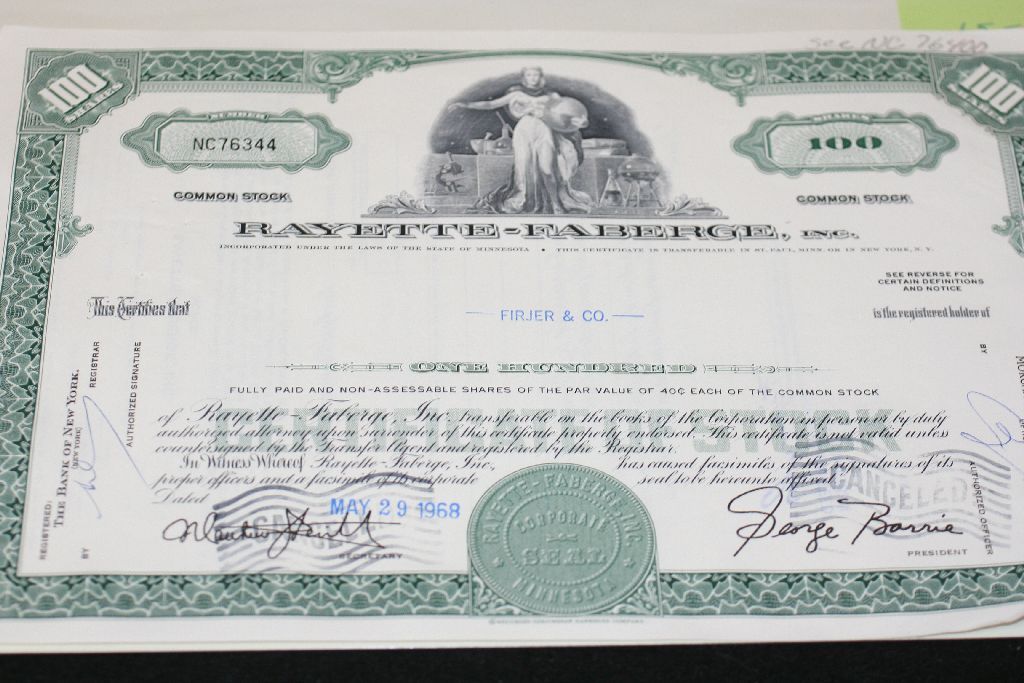 see NC 76400
100
SHARES
100
SHARES
NUMBER
NC76344
SHARES
100
COMMON STOCK
COMMON STOCK
RAYETTE-FABERGE, INC.
INCORPORATED UNDER THE LAWS OF THE STATE OF MINNESOTA • THIS CERTIFICATE IS TRANSFERABLE IN ST. PAUL, MINN. OR IN NEW YORK, N.Y.
SEE REVERSE FOR
CERTAIN DEFINITIONS
AND NOTICE
This Certifies that
FIRJER & CO.
is the registered holder of
ONE HUNDRED
FULLY PAID AND NON-ASSESSABLE SHARES OF THE PAR VALUE OF 40¢ EACH OF THE COMMON STOCK
of Rayette-Faberge, Inc., transferable on the books of the Corporation in person or by duly
authorized attorney upon surrender of this certificate properly endorsed. This certificate is not valid unless
countersigned by the Transfer Agent and registered by the Registrar.
In Witness Whereof Rayette-Faberge, Inc., has caused facsimiles of the signatures of its
proper officers and a facsimile of its corporate seal to be hereunto affixed.
Dated
MAY 29 1968
CANCELED
SECRETARY
RAYETTE-FABERGE, INC.
CORPORATE
SEAL
MINNESOTA
George Barrie
PRESIDENT
REGISTERED:
THE BANK OF NEW YORK,
(NEW YORK)
REGISTRAR
BY
AUTHORIZED SIGNATURE
BY
AUTHORIZED OFFICER